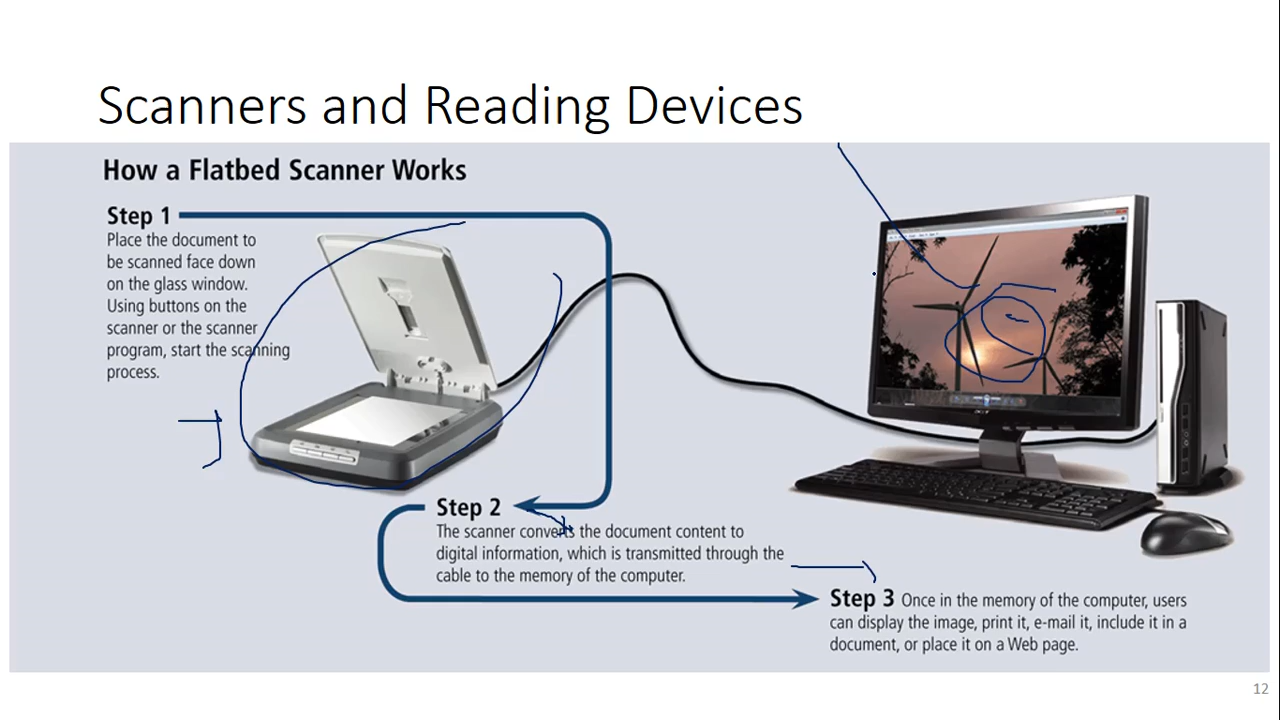 Scanners and Reading Devices
How a Flatbed Scanner Works
Step 1
Place the document to
be scanned face down
on the glass window.
Using buttons on the
scanner or the scanner
program, start the scanning
process.
Step 2
The scanner converts the document content to
digital information, which is transmitted through the
cable to the memory of the computer.
Step 3 Once in the memory of the computer, users
can display the image, print it, e-mail it, include it in a
document, or place it on a Web page.
12